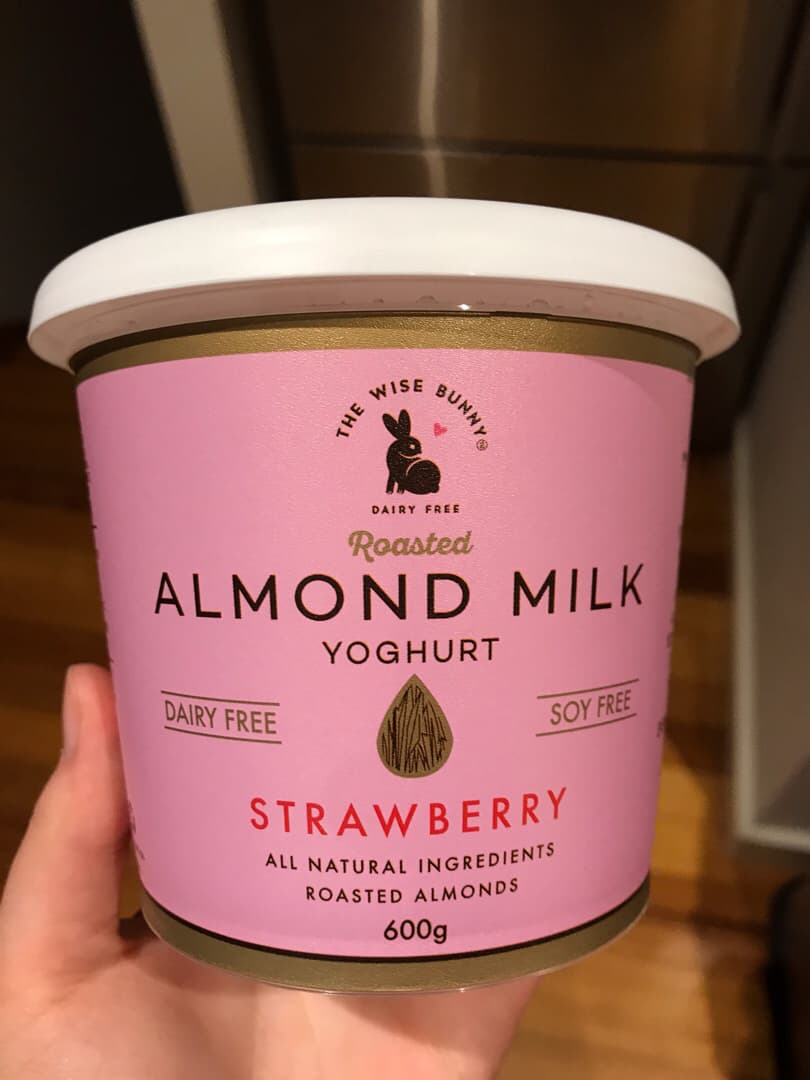 THE WISE BUNNY®
DAIRY FREE
Roasted
ALMOND MILK
YOGHURT
DAIRY FREE
SOY FREE
STRAWBERRY
ALL NATURAL INGREDIENTS
ROASTED ALMONDS
600g